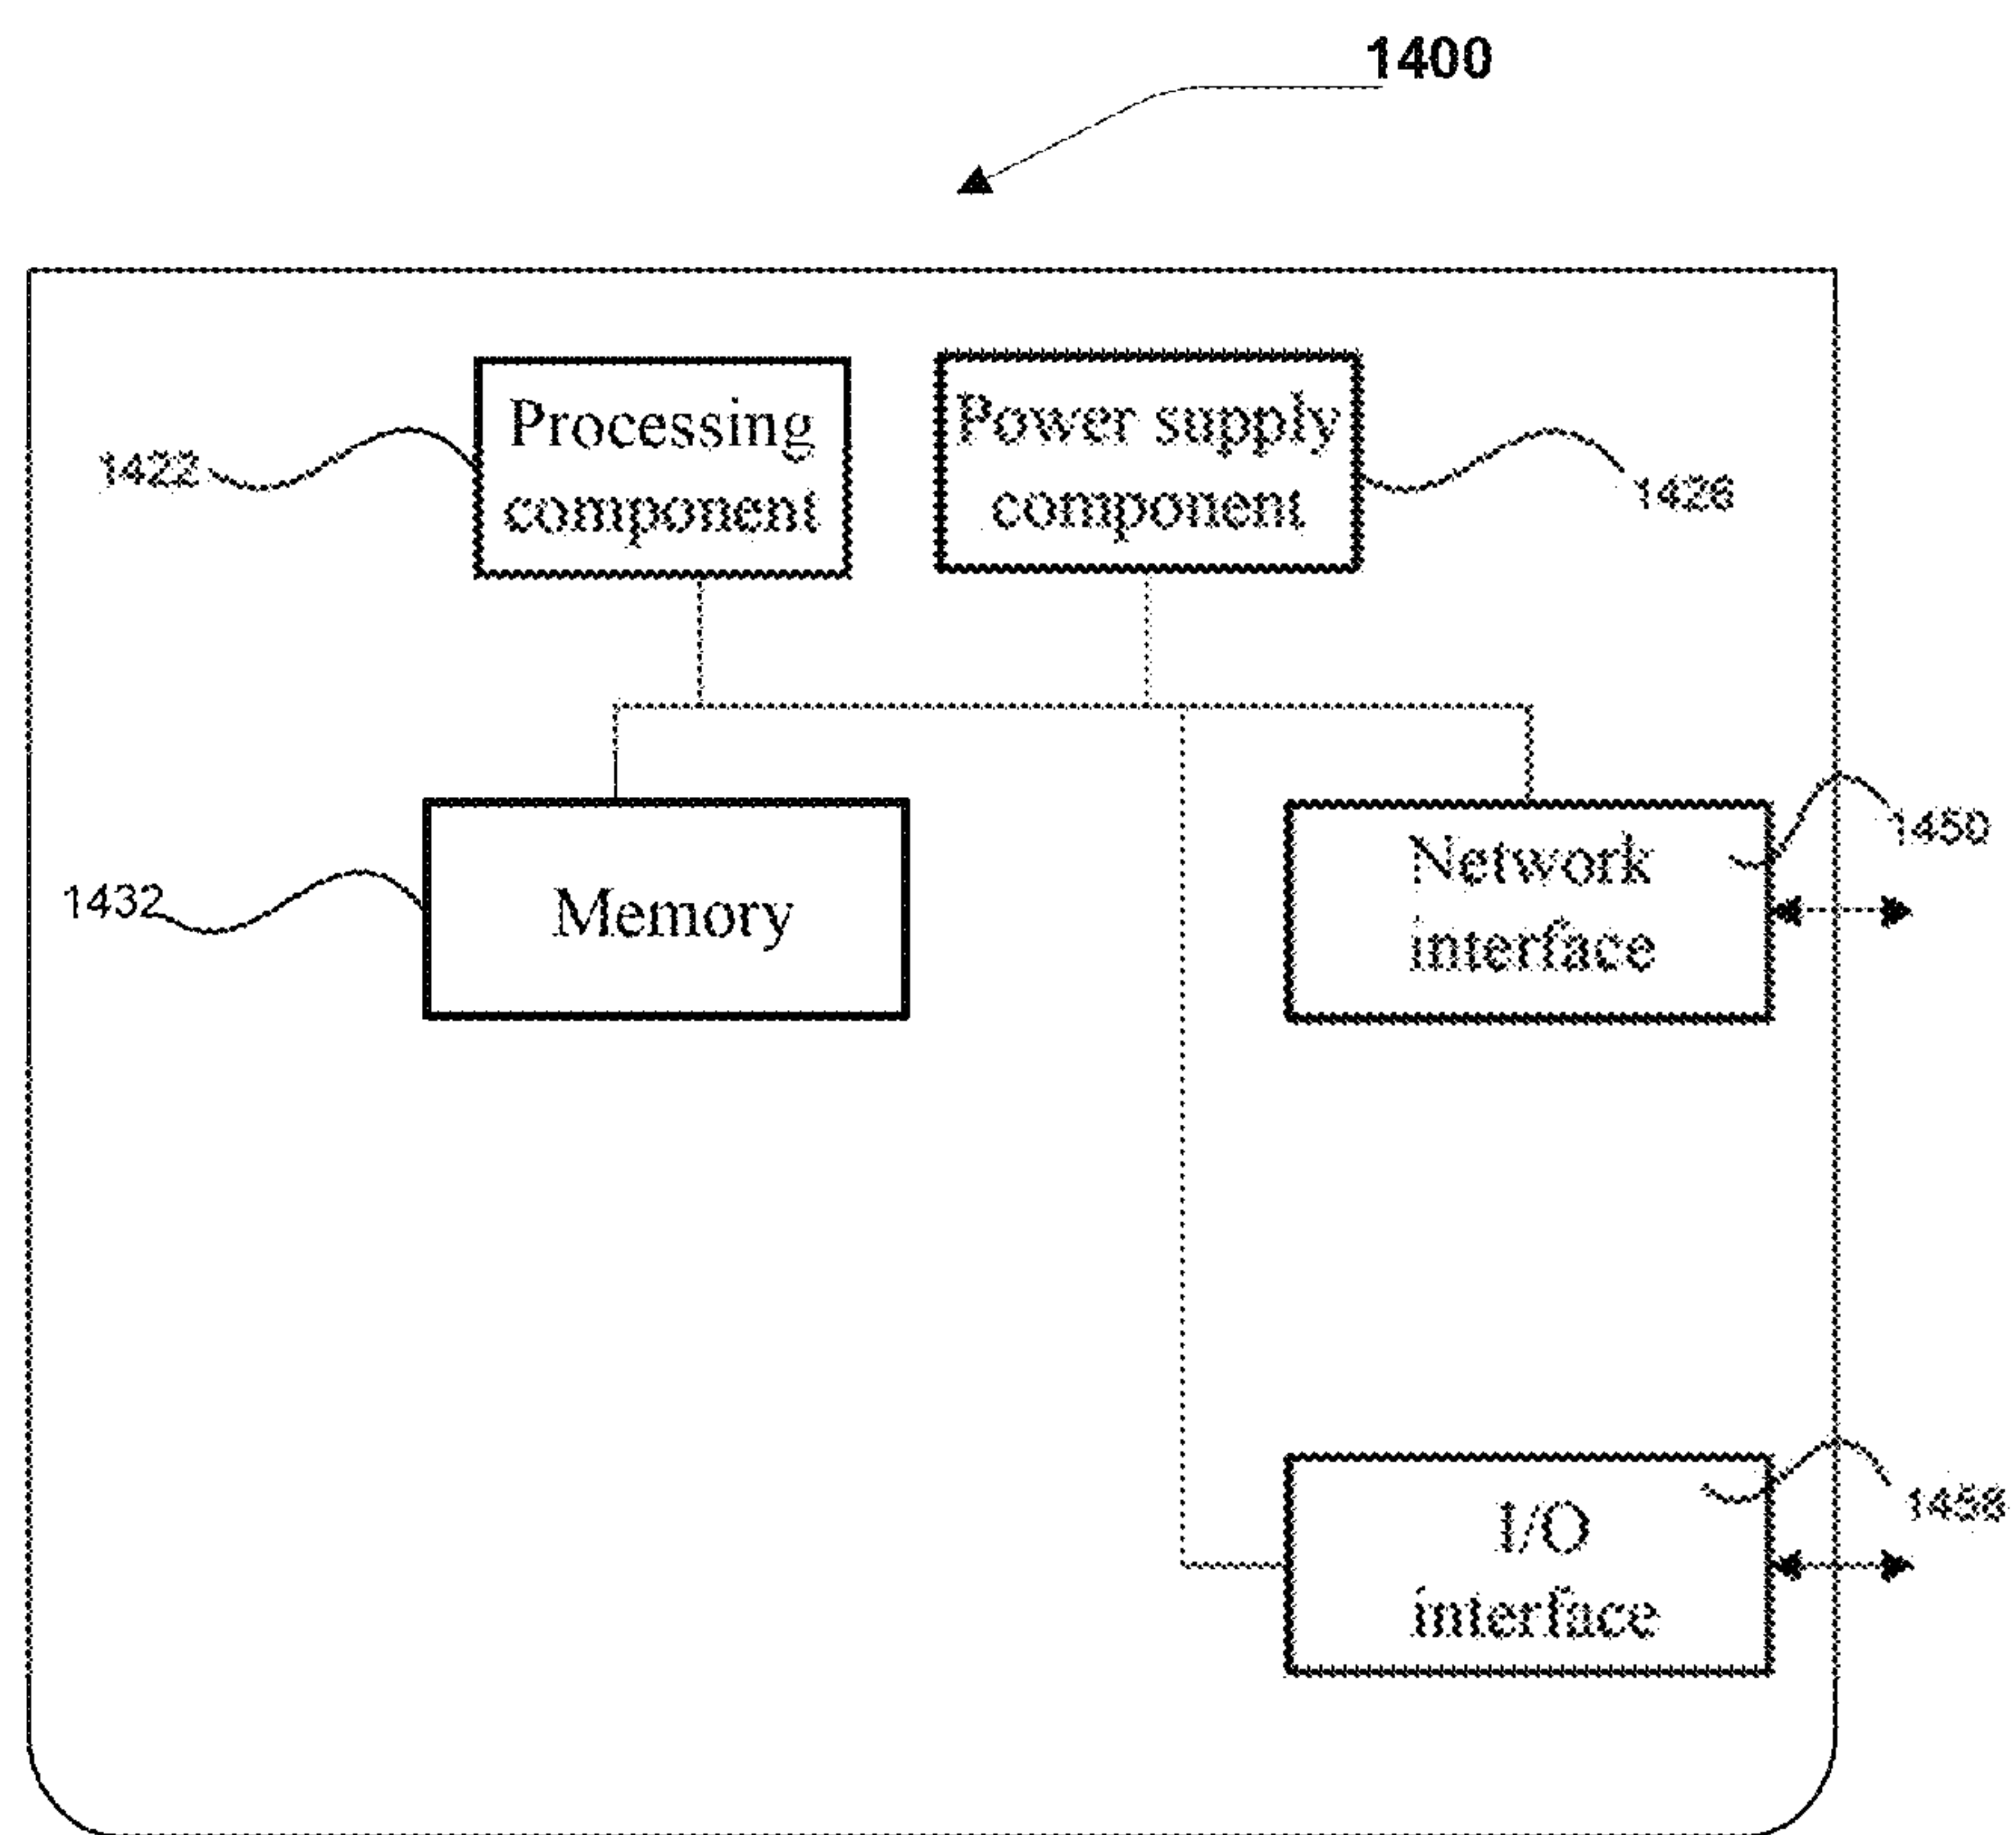 1400
Processing
component
Power supply
component
1422
1426
Memory
1432
Network
interface
1450
I/O
interface
1458